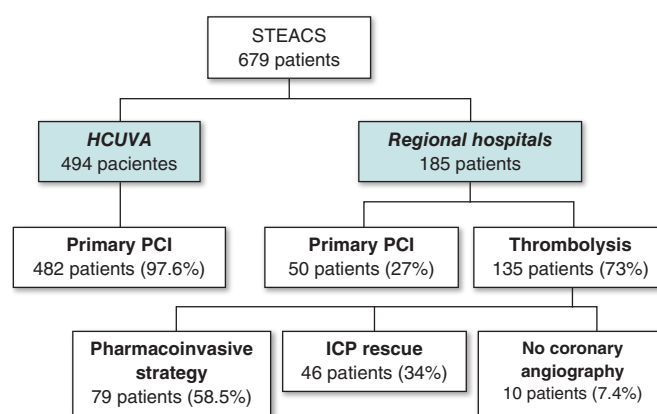 STEACS
679 patients
HCUVA
494 pacientes
Regional hospitals
185 patients
Primary PCI
482 patients (97.6%)
Primary PCI
50 patients (27%)
Thrombolysis
135 patients (73%)
Pharmacoinvasive
strategy
79 patients (58.5%)
ICP rescue
46 patients (34%)
No coronary
angiography
10 patients (7.4%)